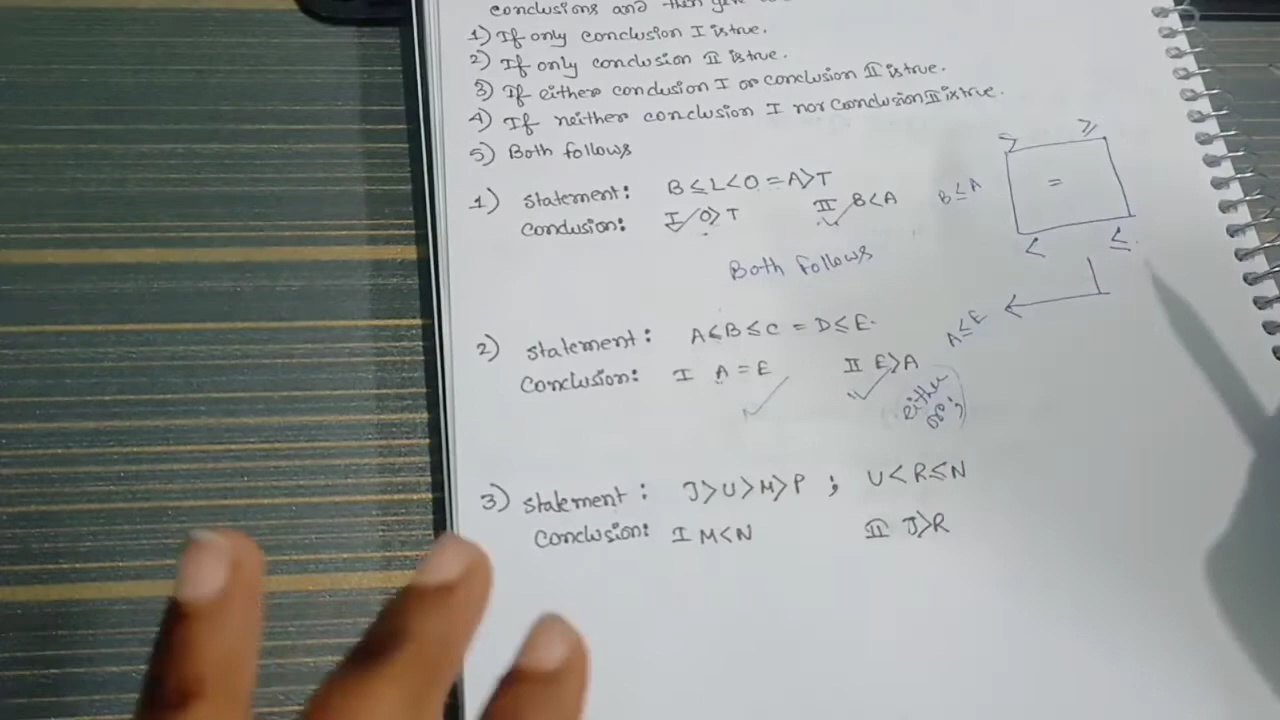 conclusions and then give
1) If only conclusion I is true.
2) If only conclusion II is true.
3) If either conclusion I or conclusion II is true.
4) If neither conclusion I nor conclusion II is true.
5) Both follows
> ≥
=
< ≤
1) Statement: B ≤ L < O = A > T
Conclusion: I O > T II B < A B ≤ A
Both follows
2) Statement: A ≤ B ≤ C = D ≤ E.
Conclusion: I A = E II E > A A ≤ E
either
or;
3) Statement: J > U > M > P ; U < R ≤ N
Conclusion: I M < N II J > R